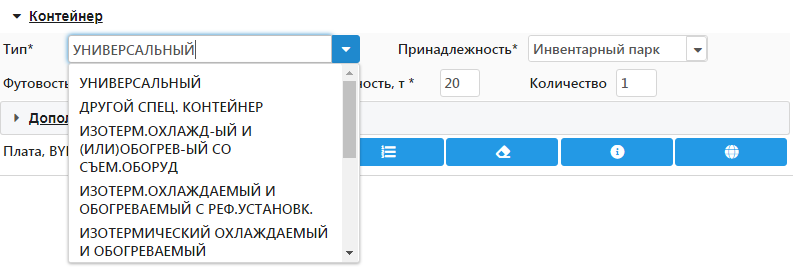 Контейнер
Тип* УНИВЕРСАЛЬНЫЙ Принадлежность* Инвентарный парк
Футовость ность, т * 20 Количество 1
УНИВЕРСАЛЬНЫЙ
ДРУГОЙ СПЕЦ. КОНТЕЙНЕР
Допол
ИЗОТЕРМ.ОХЛАЖД-ЫЙ И
(ИЛИ)ОБОГРЕВ-ЫЙ СО
СЪЕМ.ОБОРУД
Плата, BY
ИЗОТЕРМ.ОХЛАЖДАЕМЫЙ И
ОБОГРЕВАЕМЫЙ С РЕФ.УСТАНОВК.
ИЗОТЕРМИЧЕСКИЙ ОХЛАЖДАЕМЫЙ
И ОБОГРЕВАЕМЫЙ